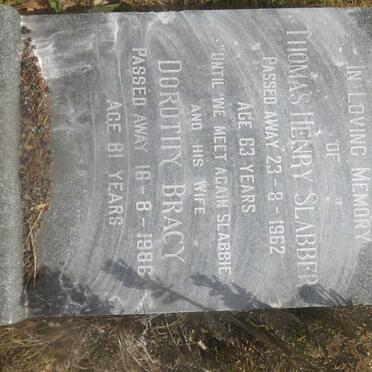 IN LOVING MEMORY
OF
THOMAS HENRY SLABBER
PASSED AWAY 23-8-1962
AGE 63 YEARS
"UNTIL WE MEET AGAIN SLABBIE"
AND HIS WIFE
DOROTHY BRACY
PASSED AWAY 16-8-1986
AGE 81 YEARS